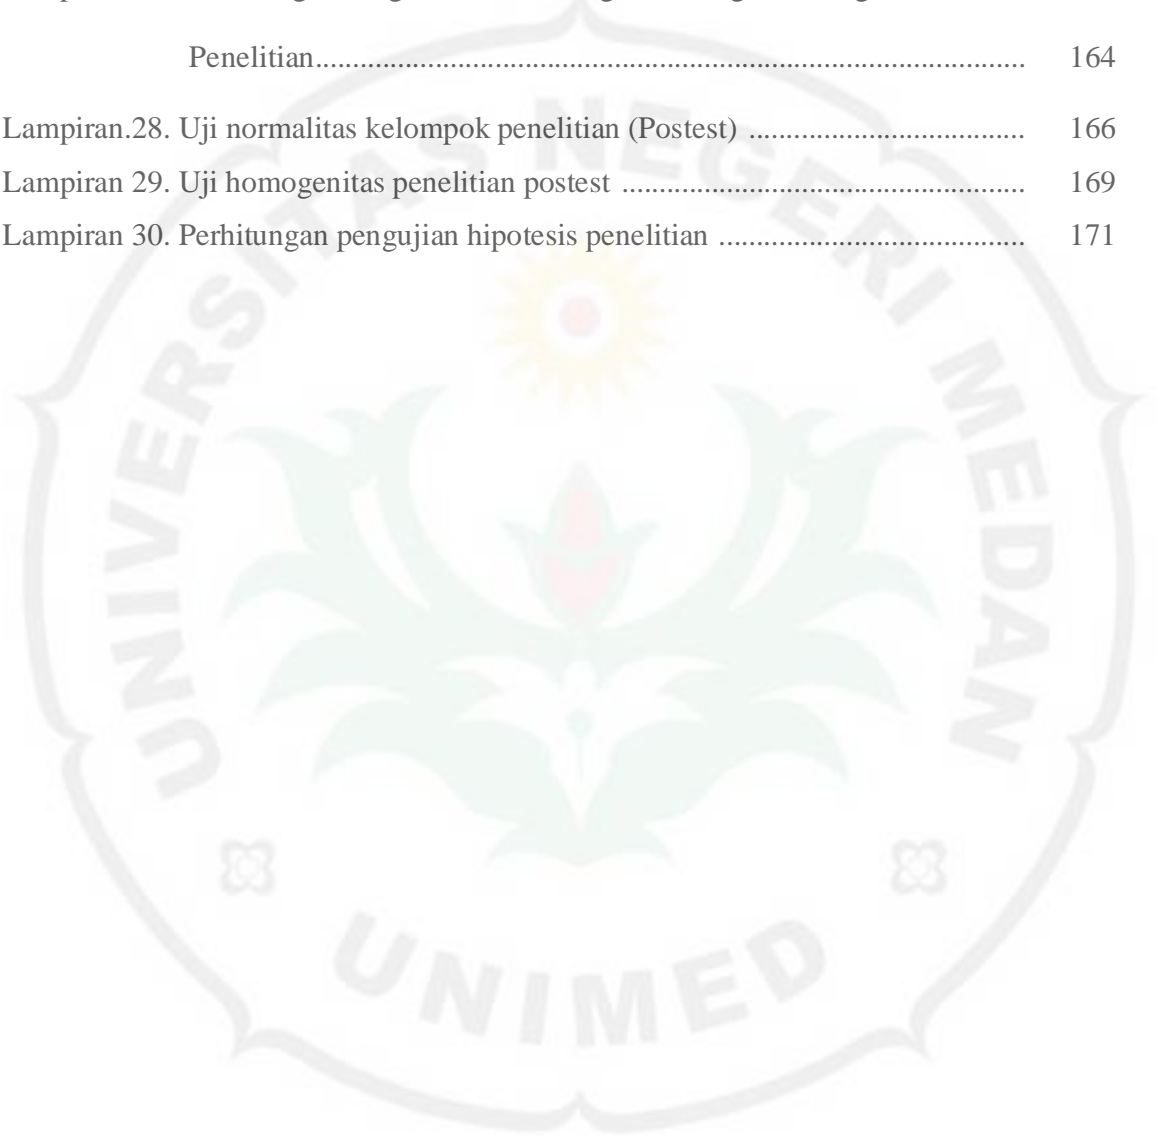 Penelitian................................................................................................ 164
Lampiran.28. Uji normalitas kelompok penelitian (Postest) ..................................... 166
Lampiran 29. Uji homogenitas penelitian postest .................................................. 169
Lampiran 30. Perhitungan pengujian hipotesis penelitian ......................................... 171
UNIVERSITAS NEGERI MEDAN
UNIMED